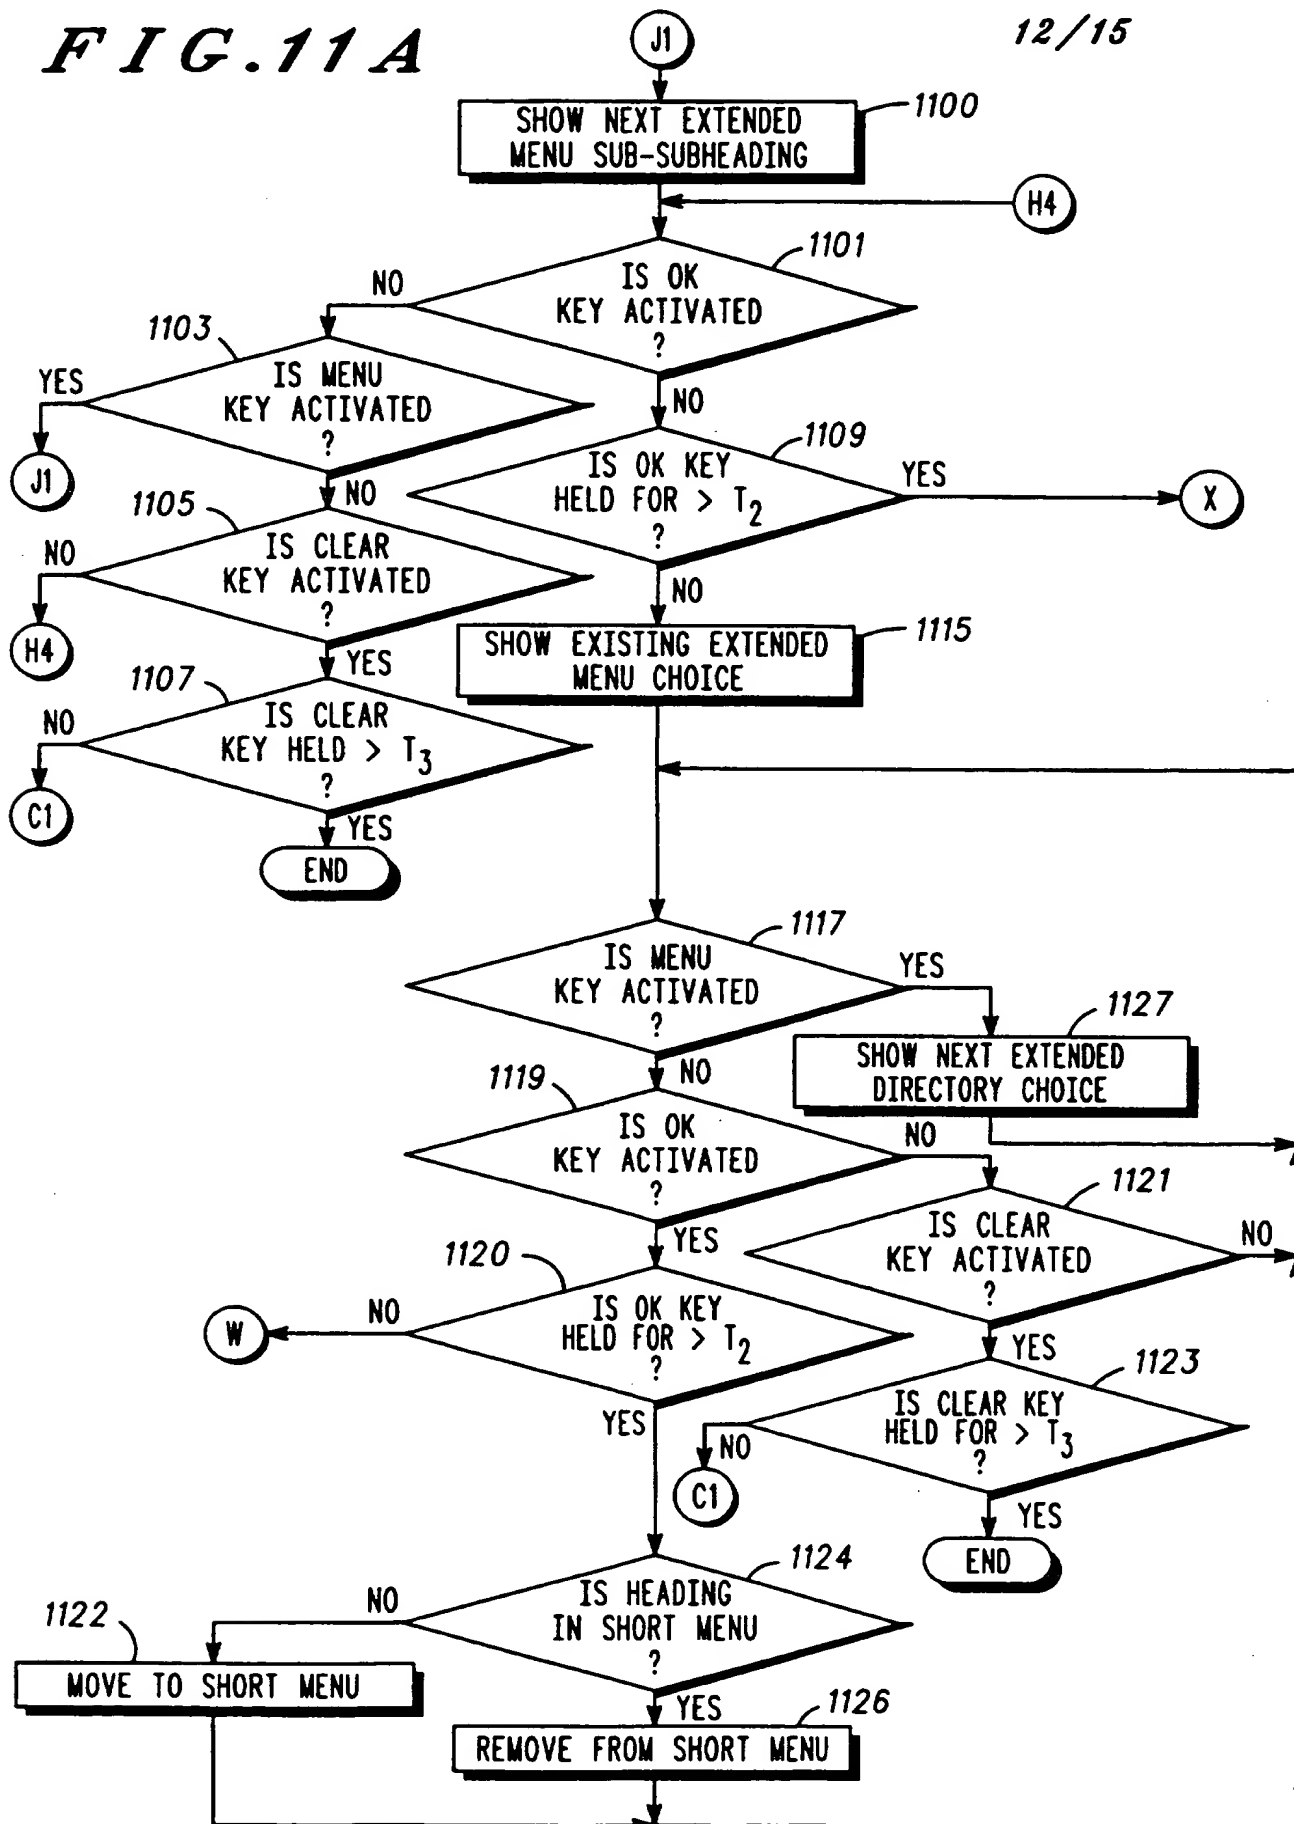 FIG.11A
12/15
J1
SHOW NEXT EXTENDED
MENU SUB-SUBHEADING
1100
H4
1101
IS OK
KEY ACTIVATED
?
NO
1103
IS MENU
KEY ACTIVATED
?
YES
J1
NO
NO
1109
IS OK KEY
HELD FOR > T2
?
YES
X
1105
IS CLEAR
KEY ACTIVATED
?
NO
H4
YES
NO
SHOW EXISTING EXTENDED
MENU CHOICE
1115
1107
IS CLEAR
KEY HELD > T3
?
NO
C1
YES
END
1117
IS MENU
KEY ACTIVATED
?
YES
1127
SHOW NEXT EXTENDED
DIRECTORY CHOICE
NO
1119
IS OK
KEY ACTIVATED
?
NO
1121
IS CLEAR
KEY ACTIVATED
?
NO
YES
1120
IS OK KEY
HELD FOR > T2
?
NO
W
YES
YES
1123
IS CLEAR KEY
HELD FOR > T3
?
NO
C1
YES
END
1124
IS HEADING
IN SHORT MENU
?
NO
1122
MOVE TO SHORT MENU
YES
1126
REMOVE FROM SHORT MENU